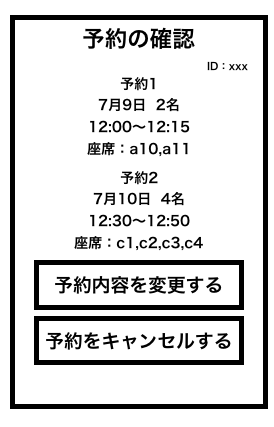 予約の確認
ID：xxx
予約1
7月9日 2名
12:00〜12:15
座席：a10,a11
予約2
7月10日 4名
12:30〜12:50
座席：c1,c2,c3,c4
予約内容を変更する
予約をキャンセルする